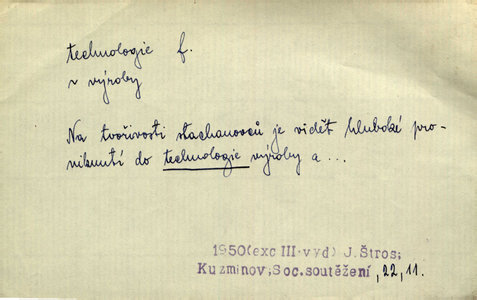 technologie f.
~ výroby
Na tvořivosti stachanovců je vidět hluboké pro-
niknutí do technologie výroby a ...
1950(exc III.vyd) J.Štros;
Kuzminov,Soc.soutěžení ,22,11.